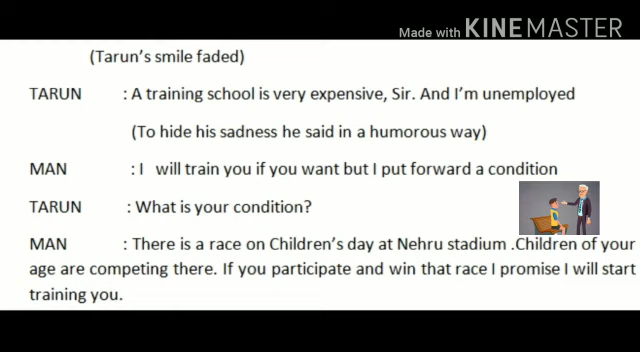 Made with KINEMASTER
(Tarun's smile faded)
TARUN : A training school is very expensive, Sir. And I'm unemployed
(To hide his sadness he said in a humorous way)
MAN : I will train you if you want but I put forward a condition
TARUN : What is your condition?
MAN : There is a race on Children's day at Nehru stadium .Children of your
age are competing there. If you participate and win that race I promise I will start
training you.